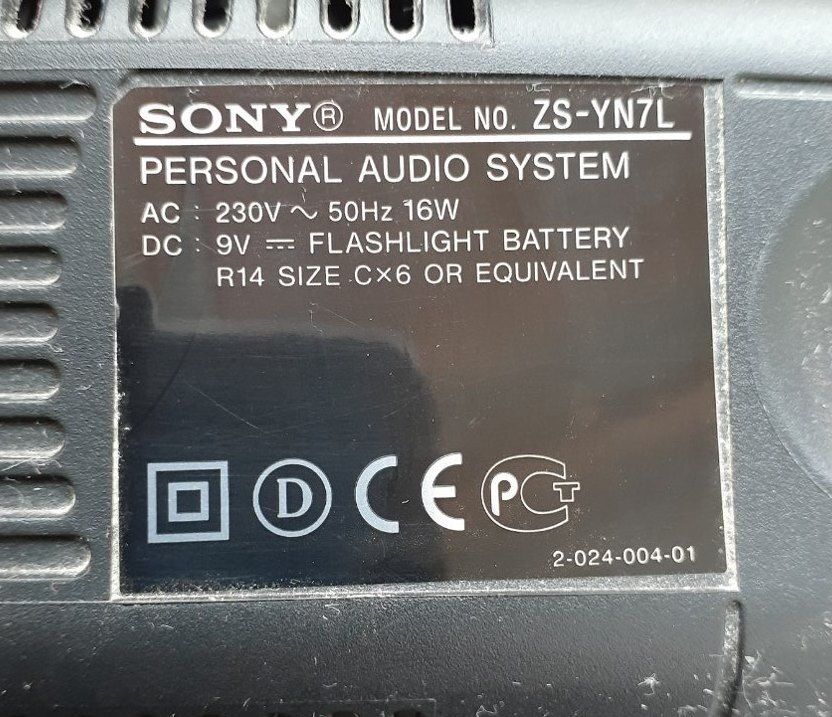 SONY® MODEL NO. ZS-YN7L
PERSONAL AUDIO SYSTEM
AC : 230V ~ 50Hz 16W
DC : 9V ⎓ FLASHLIGHT BATTERY
R14 SIZE C×6 OR EQUIVALENT
D CE PCT
2-024-004-01